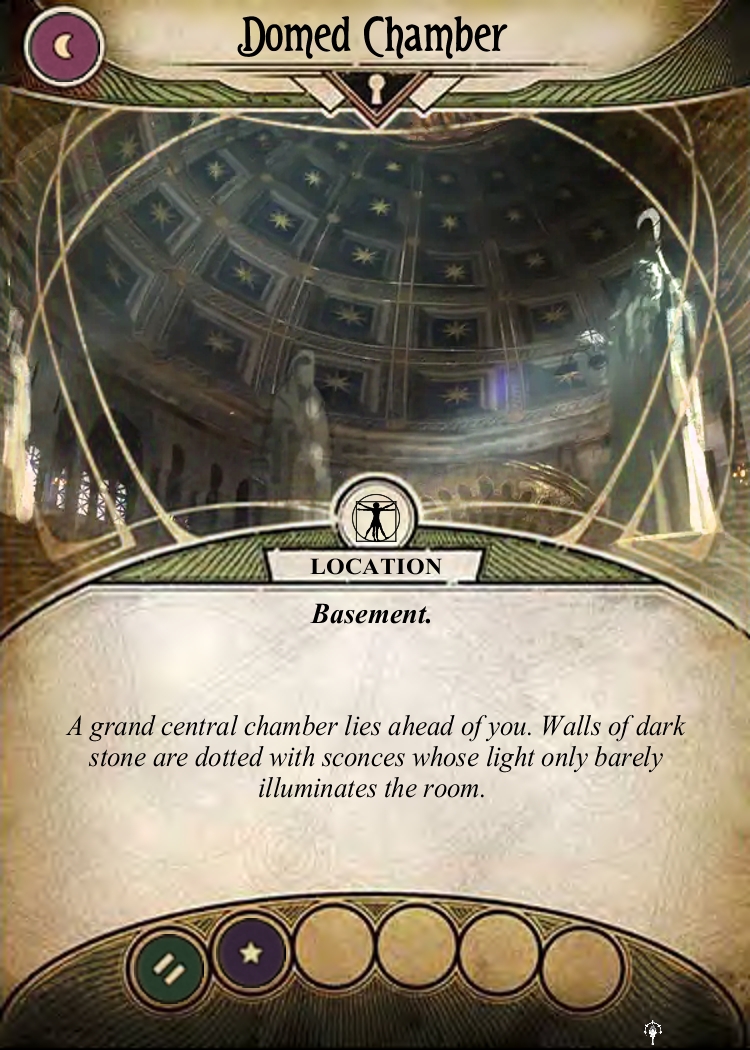 Domed Chamber
LOCATION
Basement.
A grand central chamber lies ahead of you. Walls of dark
stone are dotted with sconces whose light only barely
illuminates the room.